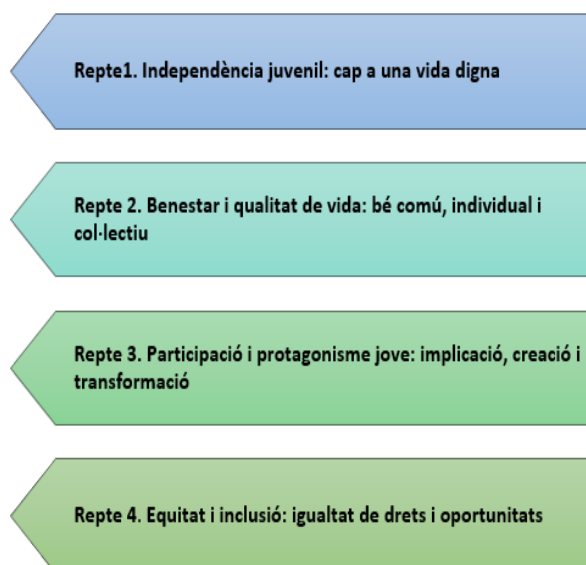 Repte1. Independència juvenil: cap a una vida digna
Repte 2. Benestar i qualitat de vida: bé comú, individual i
col·lectiu
Repte 3. Participació i protagonisme jove: implicació, creació i
transformació
Repte 4. Equitat i inclusió: igualtat de drets i oportunitats